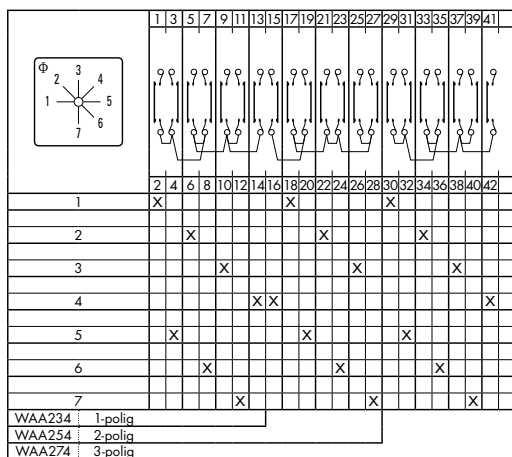 1 3 5 7 9 11 13 15 17 19 21 23 25 27 29 31 33 35 37 39 41
Φ
3
2 4
1 5
6
7
2 4 6 8 10 12 14 16 18 20 22 24 26 28 30 32 34 36 38 40 42
1 X X X
2 X X X
3 X X X
4 X X X
5 X X X
6 X X X
7 X X X
WAA234 1-polig
WAA254 2-polig
WAA274 3-polig